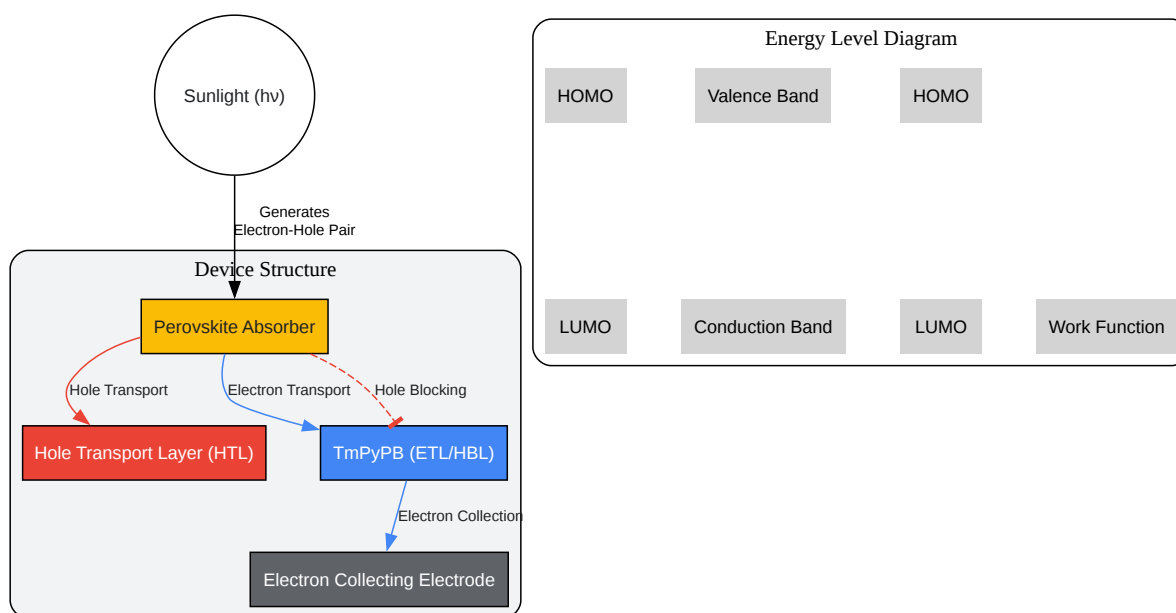 Energy Level Diagram
HOMO
Valence Band
HOMO
LUMO
Conduction Band
LUMO
Work Function
Sunlight (hν)
Generates
Electron-Hole Pair
Device Structure
Perovskite Absorber
Hole Transport
Electron Transport
Hole Blocking
Hole Transport Layer (HTL)
TmPyPB (ETL/HBL)
Electron Collection
Electron Collecting Electrode